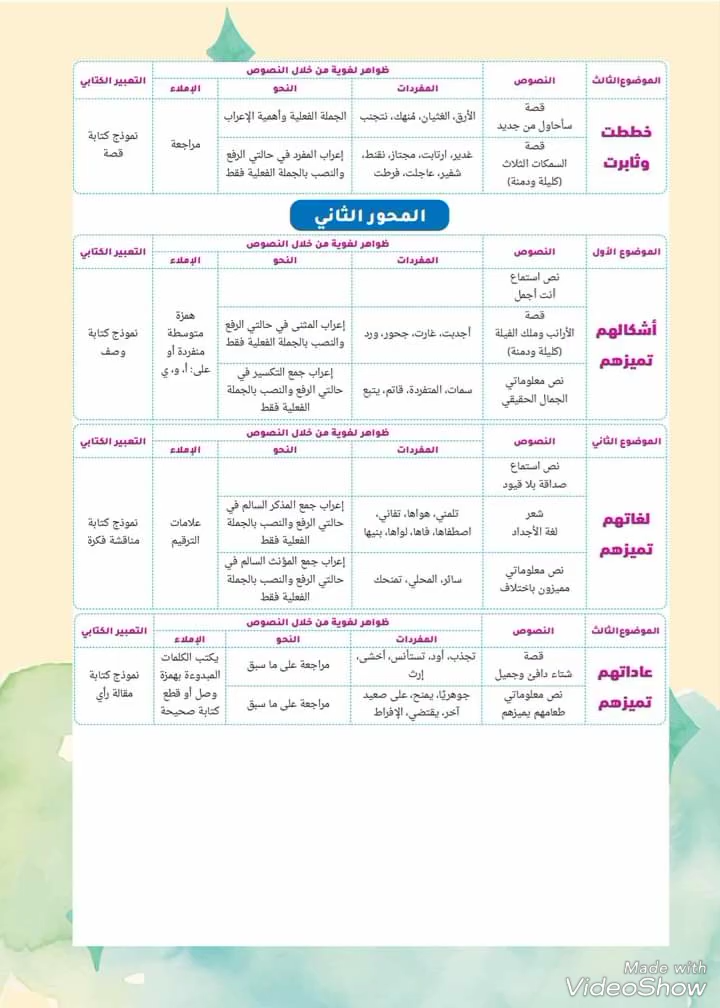 الموضوع الثالث
النصوص
ظواهر لغوية من خلال النصوص
التعبير الكتابي
المفردات
النحو
الإملاء
خططت
وثابرت
قصة
سأحاول من جديد
الأرق، الغثيان، مُنهك، نتجنب
الجملة الفعلية وأهمية الإعراب
مراجعة
نموذج كتابة
قصة
قصة
السمكات الثلاث
(كليلة ودمنة)
غدير، ارتابت، مجتاز، نقنط،
شفير، عاجلت، فرطت
إعراب المفرد في حالتي الرفع
والنصب بالجملة الفعلية فقط
المحور الثاني
الموضوع الأول
النصوص
ظواهر لغوية من خلال النصوص
التعبير الكتابي
المفردات
النحو
الإملاء
أشكالهم
تميزهم
نص استماع
أنت أجمل
قصة
الأرانب وملك الفيلة
(كليلة ودمنة)
أجدبت، غارت، جحور، ورد
إعراب المثنى في حالتي الرفع
والنصب بالجملة الفعلية فقط
همزة
متوسطة
منفردة أو
على: أ، و، ي
نموذج كتابة
وصف
نص معلوماتي
الجمال الحقيقي
سمات، المتفردة، قاتم، يتبع
إعراب جمع التكسير في
حالتي الرفع والنصب بالجملة
الفعلية فقط
الموضوع الثاني
النصوص
ظواهر لغوية من خلال النصوص
التعبير الكتابي
المفردات
النحو
الإملاء
لغاتهم
تميزهم
نص استماع
صداقة بلا قيود
شعر
لغة الأجداد
تلمني، هواها، تفاني،
اصطفاها، فاها، لواها، بنيها
إعراب جمع المذكر السالم في
حالتي الرفع والنصب بالجملة
الفعلية فقط
علامات
الترقيم
نموذج كتابة
مناقشة فكرة
نص معلوماتي
مميزون باختلاف
سائر، المحلي، تمنحك
إعراب جمع المؤنث السالم في
حالتي الرفع والنصب بالجملة
الفعلية فقط
الموضوع الثالث
النصوص
ظواهر لغوية من خلال النصوص
التعبير الكتابي
المفردات
النحو
الإملاء
عاداتهم
تميزهم
قصة
شتاء دافئ وجميل
تجذب، أود، تستأنس، أخشى،
إرث
مراجعة على ما سبق
يكتب الكلمات
المبدوءة بهمزة
وصل أو قطع
كتابة صحيحة
نموذج كتابة
مقالة رأي
نص معلوماتي
طعامهم يميزهم
جوهريًا، يمنح، على صعيد
آخر، يقتضي، الإفراط
مراجعة على ما سبق
Made with
VideoShow